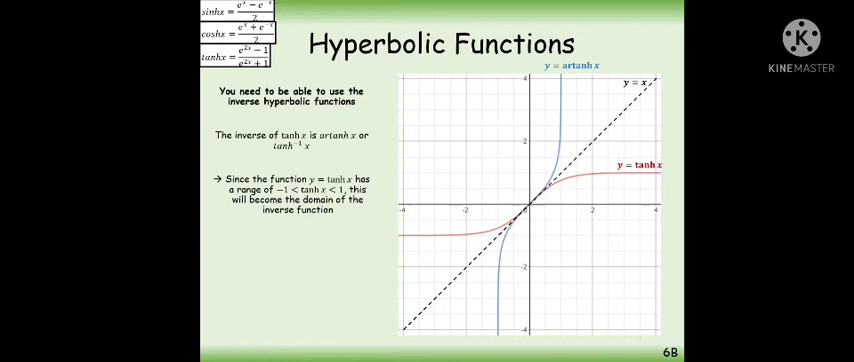 sinhx = e^x − e^−x / 2
coshx = e^x + e^−x / 2
tanhx = e^2x − 1 / e^2x + 1
Hyperbolic Functions
K
KINEMASTER
y = artanh x
You need to be able to use the
inverse hyperbolic functions
The inverse of tanh x is artanh x or
tanh⁻¹ x
→ Since the function y = tanh x has
a range of −1 < tanh x < 1, this
will become the domain of the
inverse function
y = x
y = tanh x
4
2
-4 -2 0 2 4
-2
-4
6B